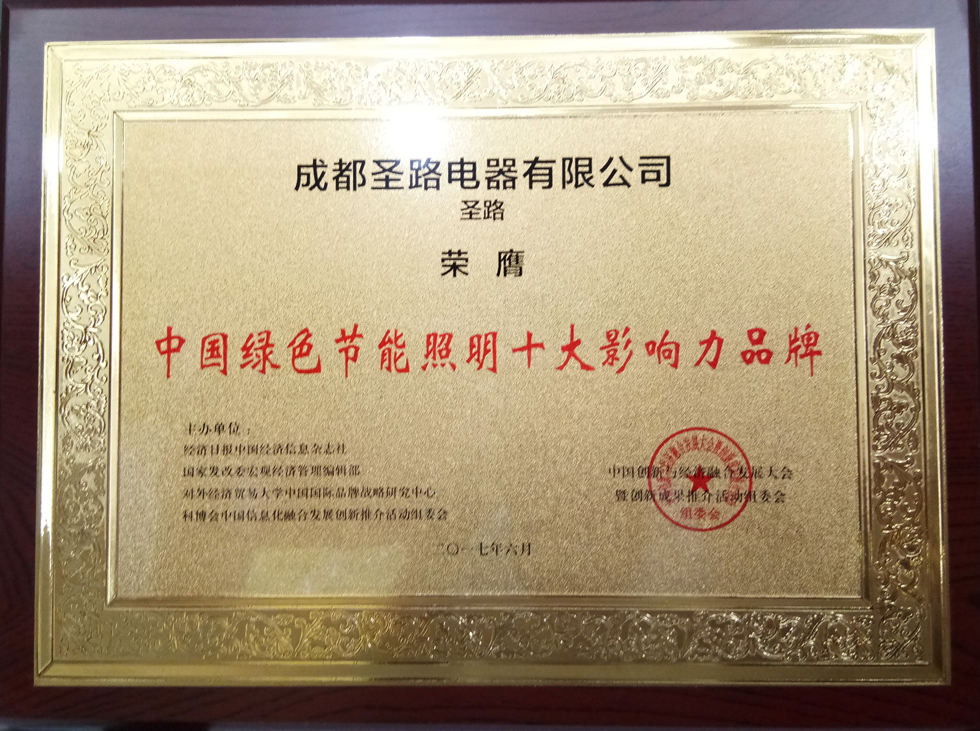 成都圣路电器有限公司
圣路
荣膺
中国绿色节能照明十大影响力品牌
主办单位：
经济日报中国经济信息杂志社
国家发改委宏观经济管理编辑部
对外经济贸易大学中国国际品牌战略研究中心
科博会中国信息化融合发展创新推介活动组委会
中国创新与经济融合发展大会
暨创新成果推介活动组委会
组委会
二〇一七年六月